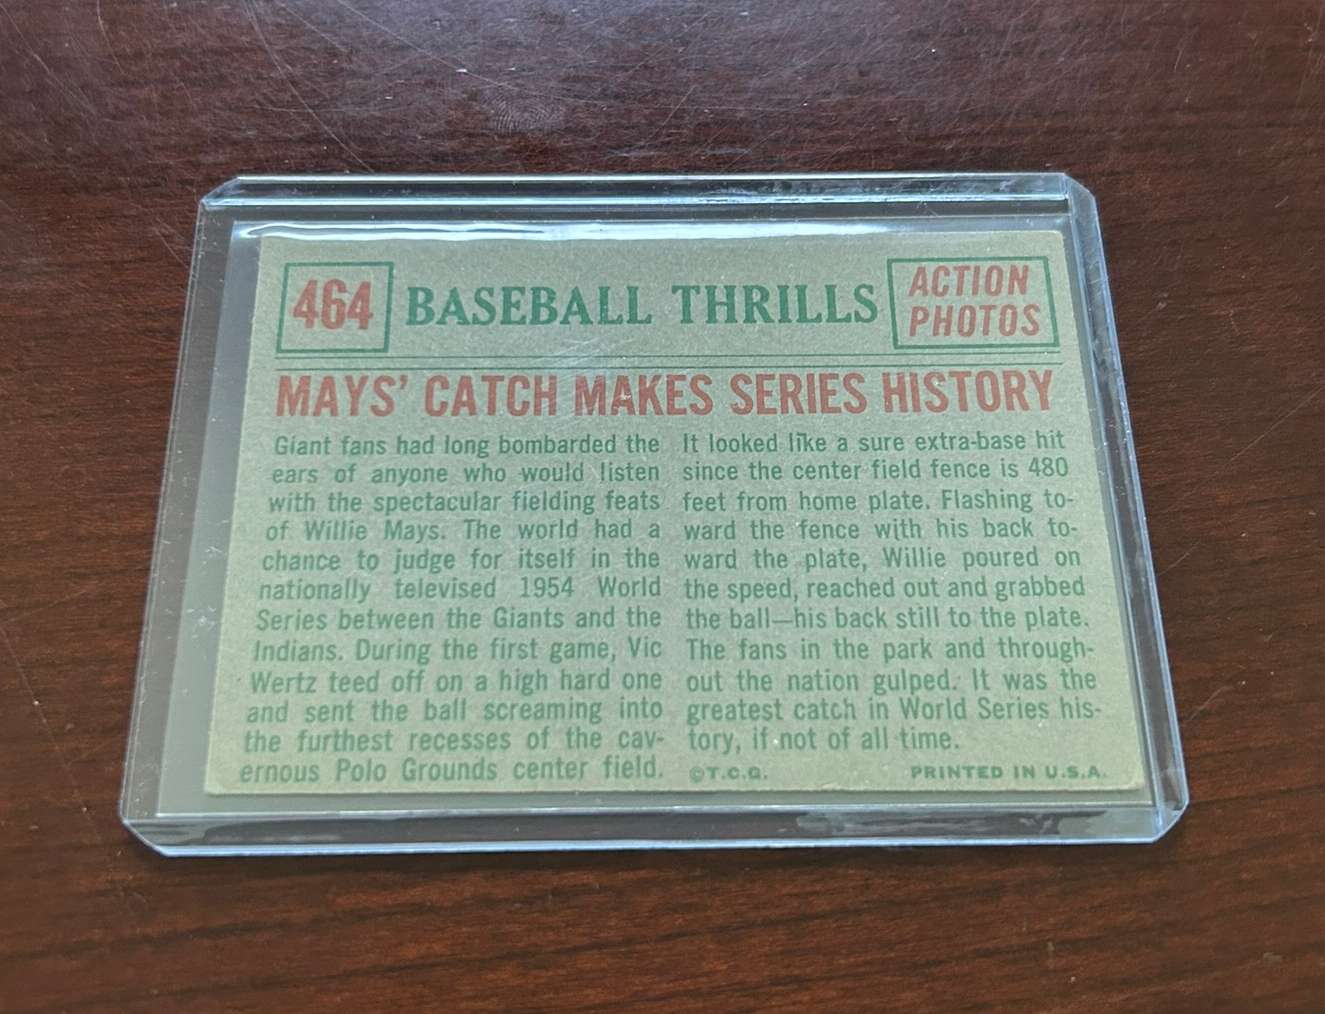 464
BASEBALL THRILLS
ACTION
PHOTOS
MAYS' CATCH MAKES SERIES HISTORY
Giant fans had long bombarded the
ears of anyone who would listen
with the spectacular fielding feats
of Willie Mays. The world had a
chance to judge for itself in the
nationally televised 1954 World
Series between the Giants and the
Indians. During the first game, Vic
Wertz teed off on a high hard one
and sent the ball screaming into
the furthest recesses of the cav-
ernous Polo Grounds center field.
It looked like a sure extra-base hit
since the center field fence is 480
feet from home plate. Flashing to-
ward the fence with his back to-
ward the plate, Willie poured on
the speed, reached out and grabbed
the ball—his back still to the plate.
The fans in the park and through-
out the nation gulped. It was the
greatest catch in World Series his-
tory, if not of all time.
©T.C.G.
PRINTED IN U.S.A.